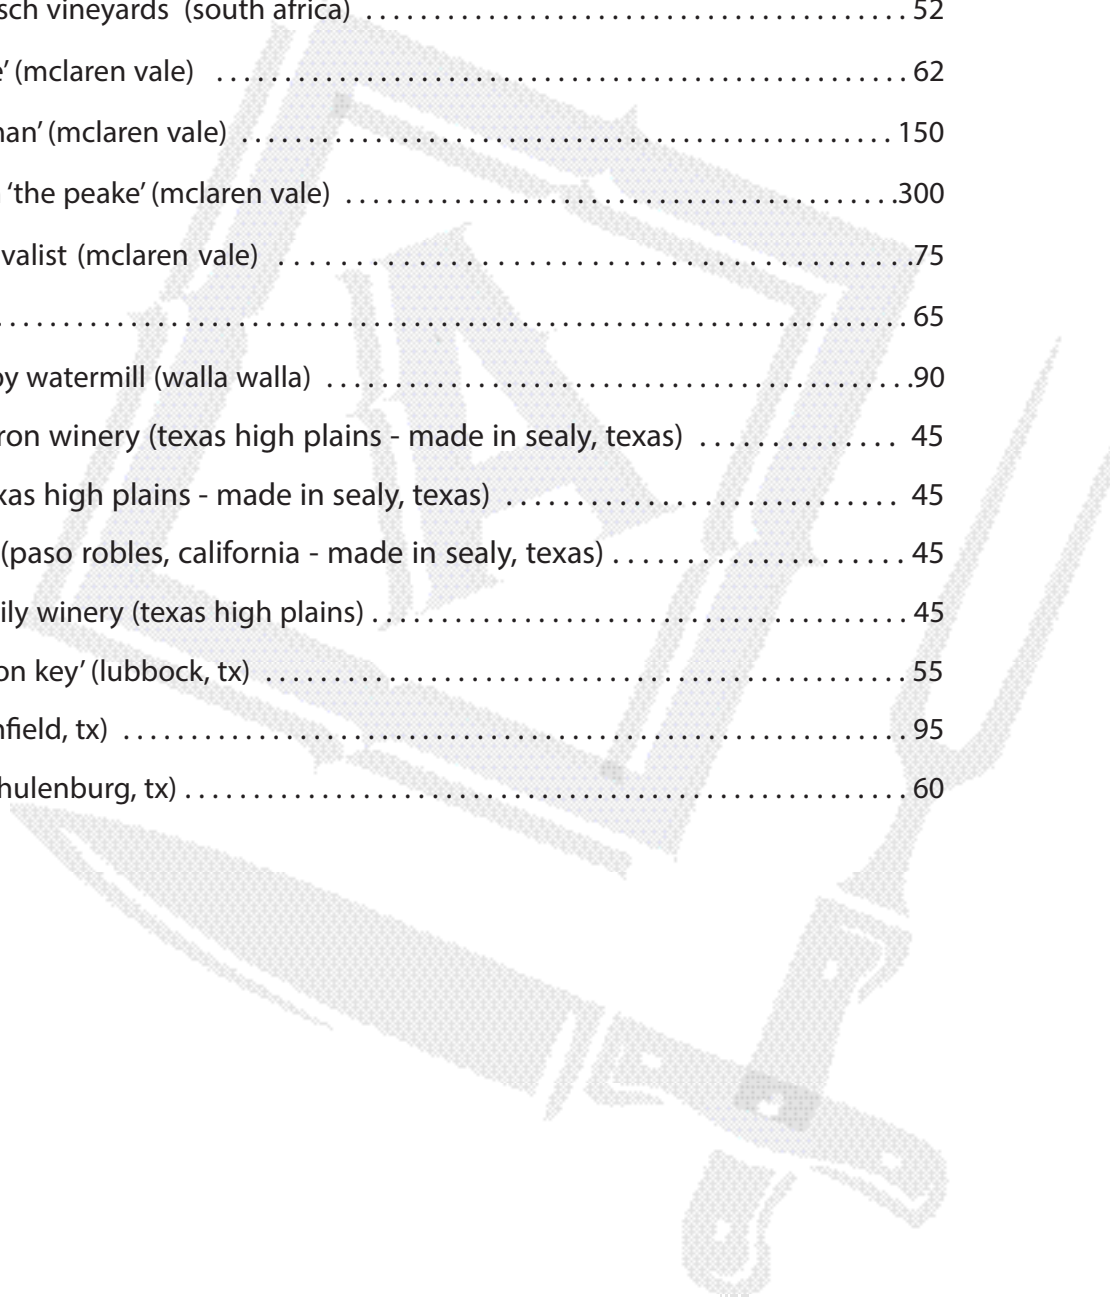 sch vineyards (south africa) 52
e' (mclaren vale) 62
nan' (mclaren vale) 150
'the peake' (mclaren vale) 300
valist (mclaren vale) 75
65
by watermill (walla walla) 90
ron winery (texas high plains - made in sealy, texas) 45
xas high plains - made in sealy, texas) 45
(paso robles, california - made in sealy, texas) 45
ily winery (texas high plains) 45
on key' (lubbock, tx) 55
nfield, tx) 95
hulenburg, tx) 60